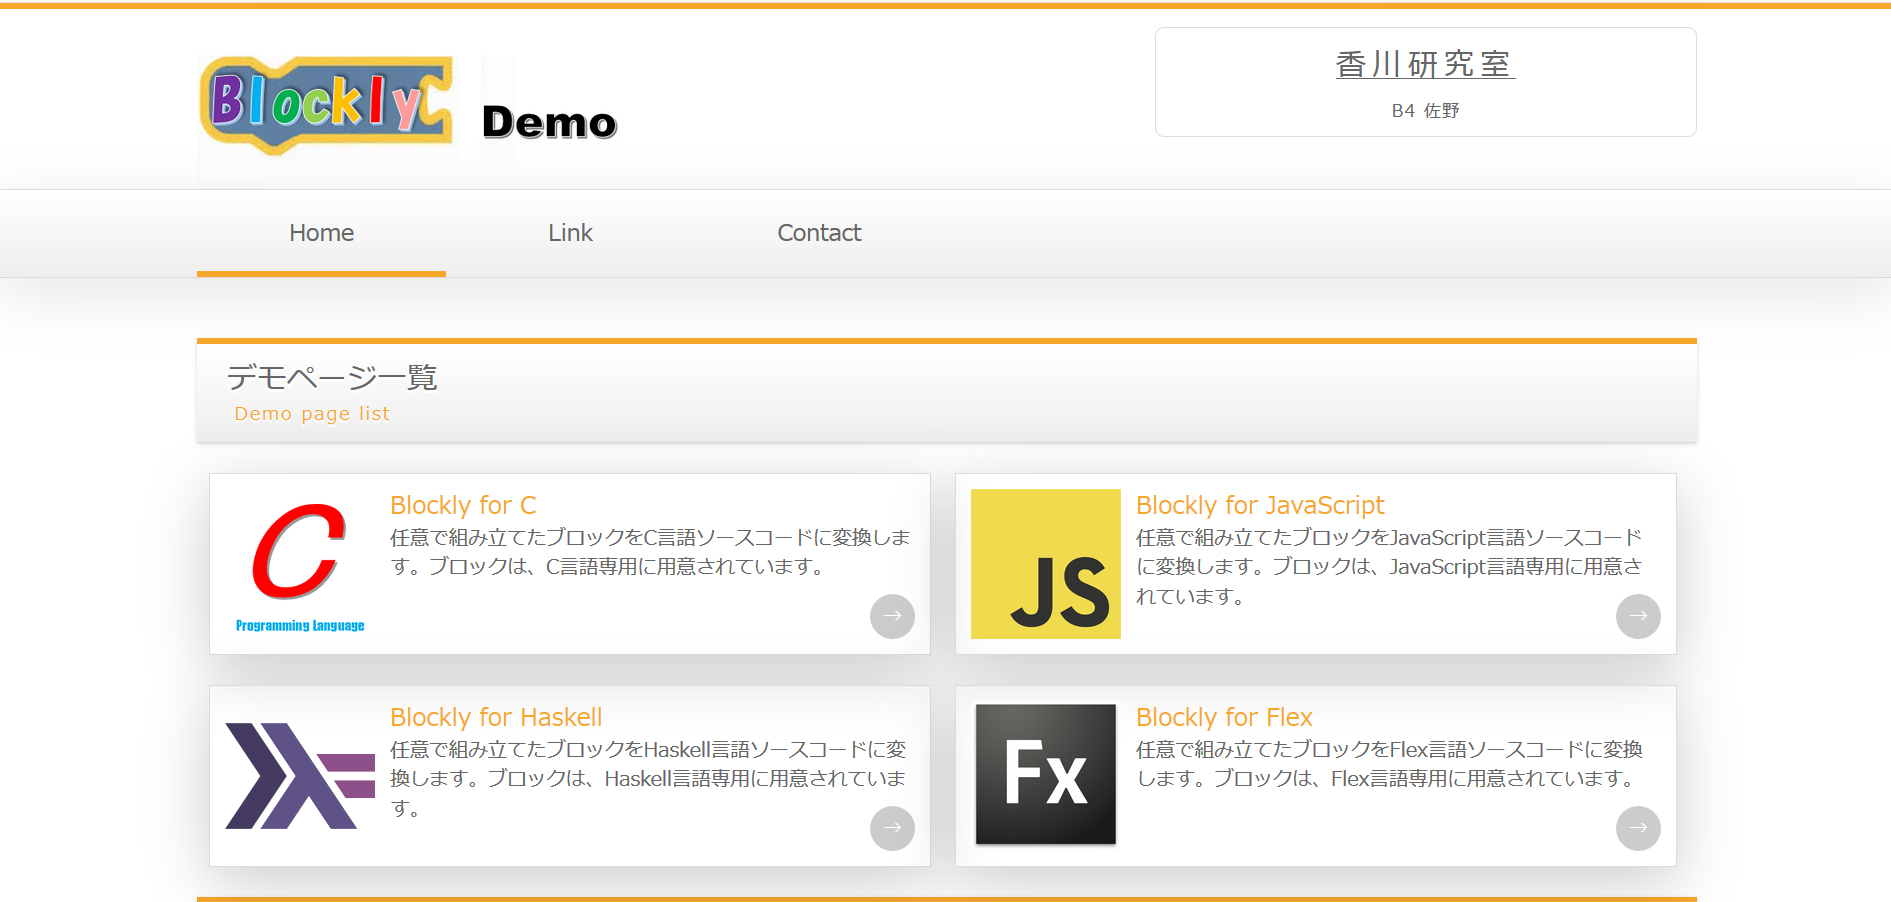 Blockly
Demo
香川研究室
B4 佐野
Home
Link
Contact
デモページ一覧
Demo page list
C
Programming Language
Blockly for C
任意で組み立てたブロックをC言語ソースコードに変換しま
す。ブロックは、C言語専用に用意されています。
→
JS
Blockly for JavaScript
任意で組み立てたブロックをJavaScript言語ソースコード
に変換します。ブロックは、JavaScript言語専用に用意さ
れています。
→
Blockly for Haskell
任意で組み立てたブロックをHaskell言語ソースコードに変
換します。ブロックは、Haskell言語専用に用意されていま
す。
→
Fx
Blockly for Flex
任意で組み立てたブロックをFlex言語ソースコードに変換
します。ブロックは、Flex言語専用に用意されています。
→